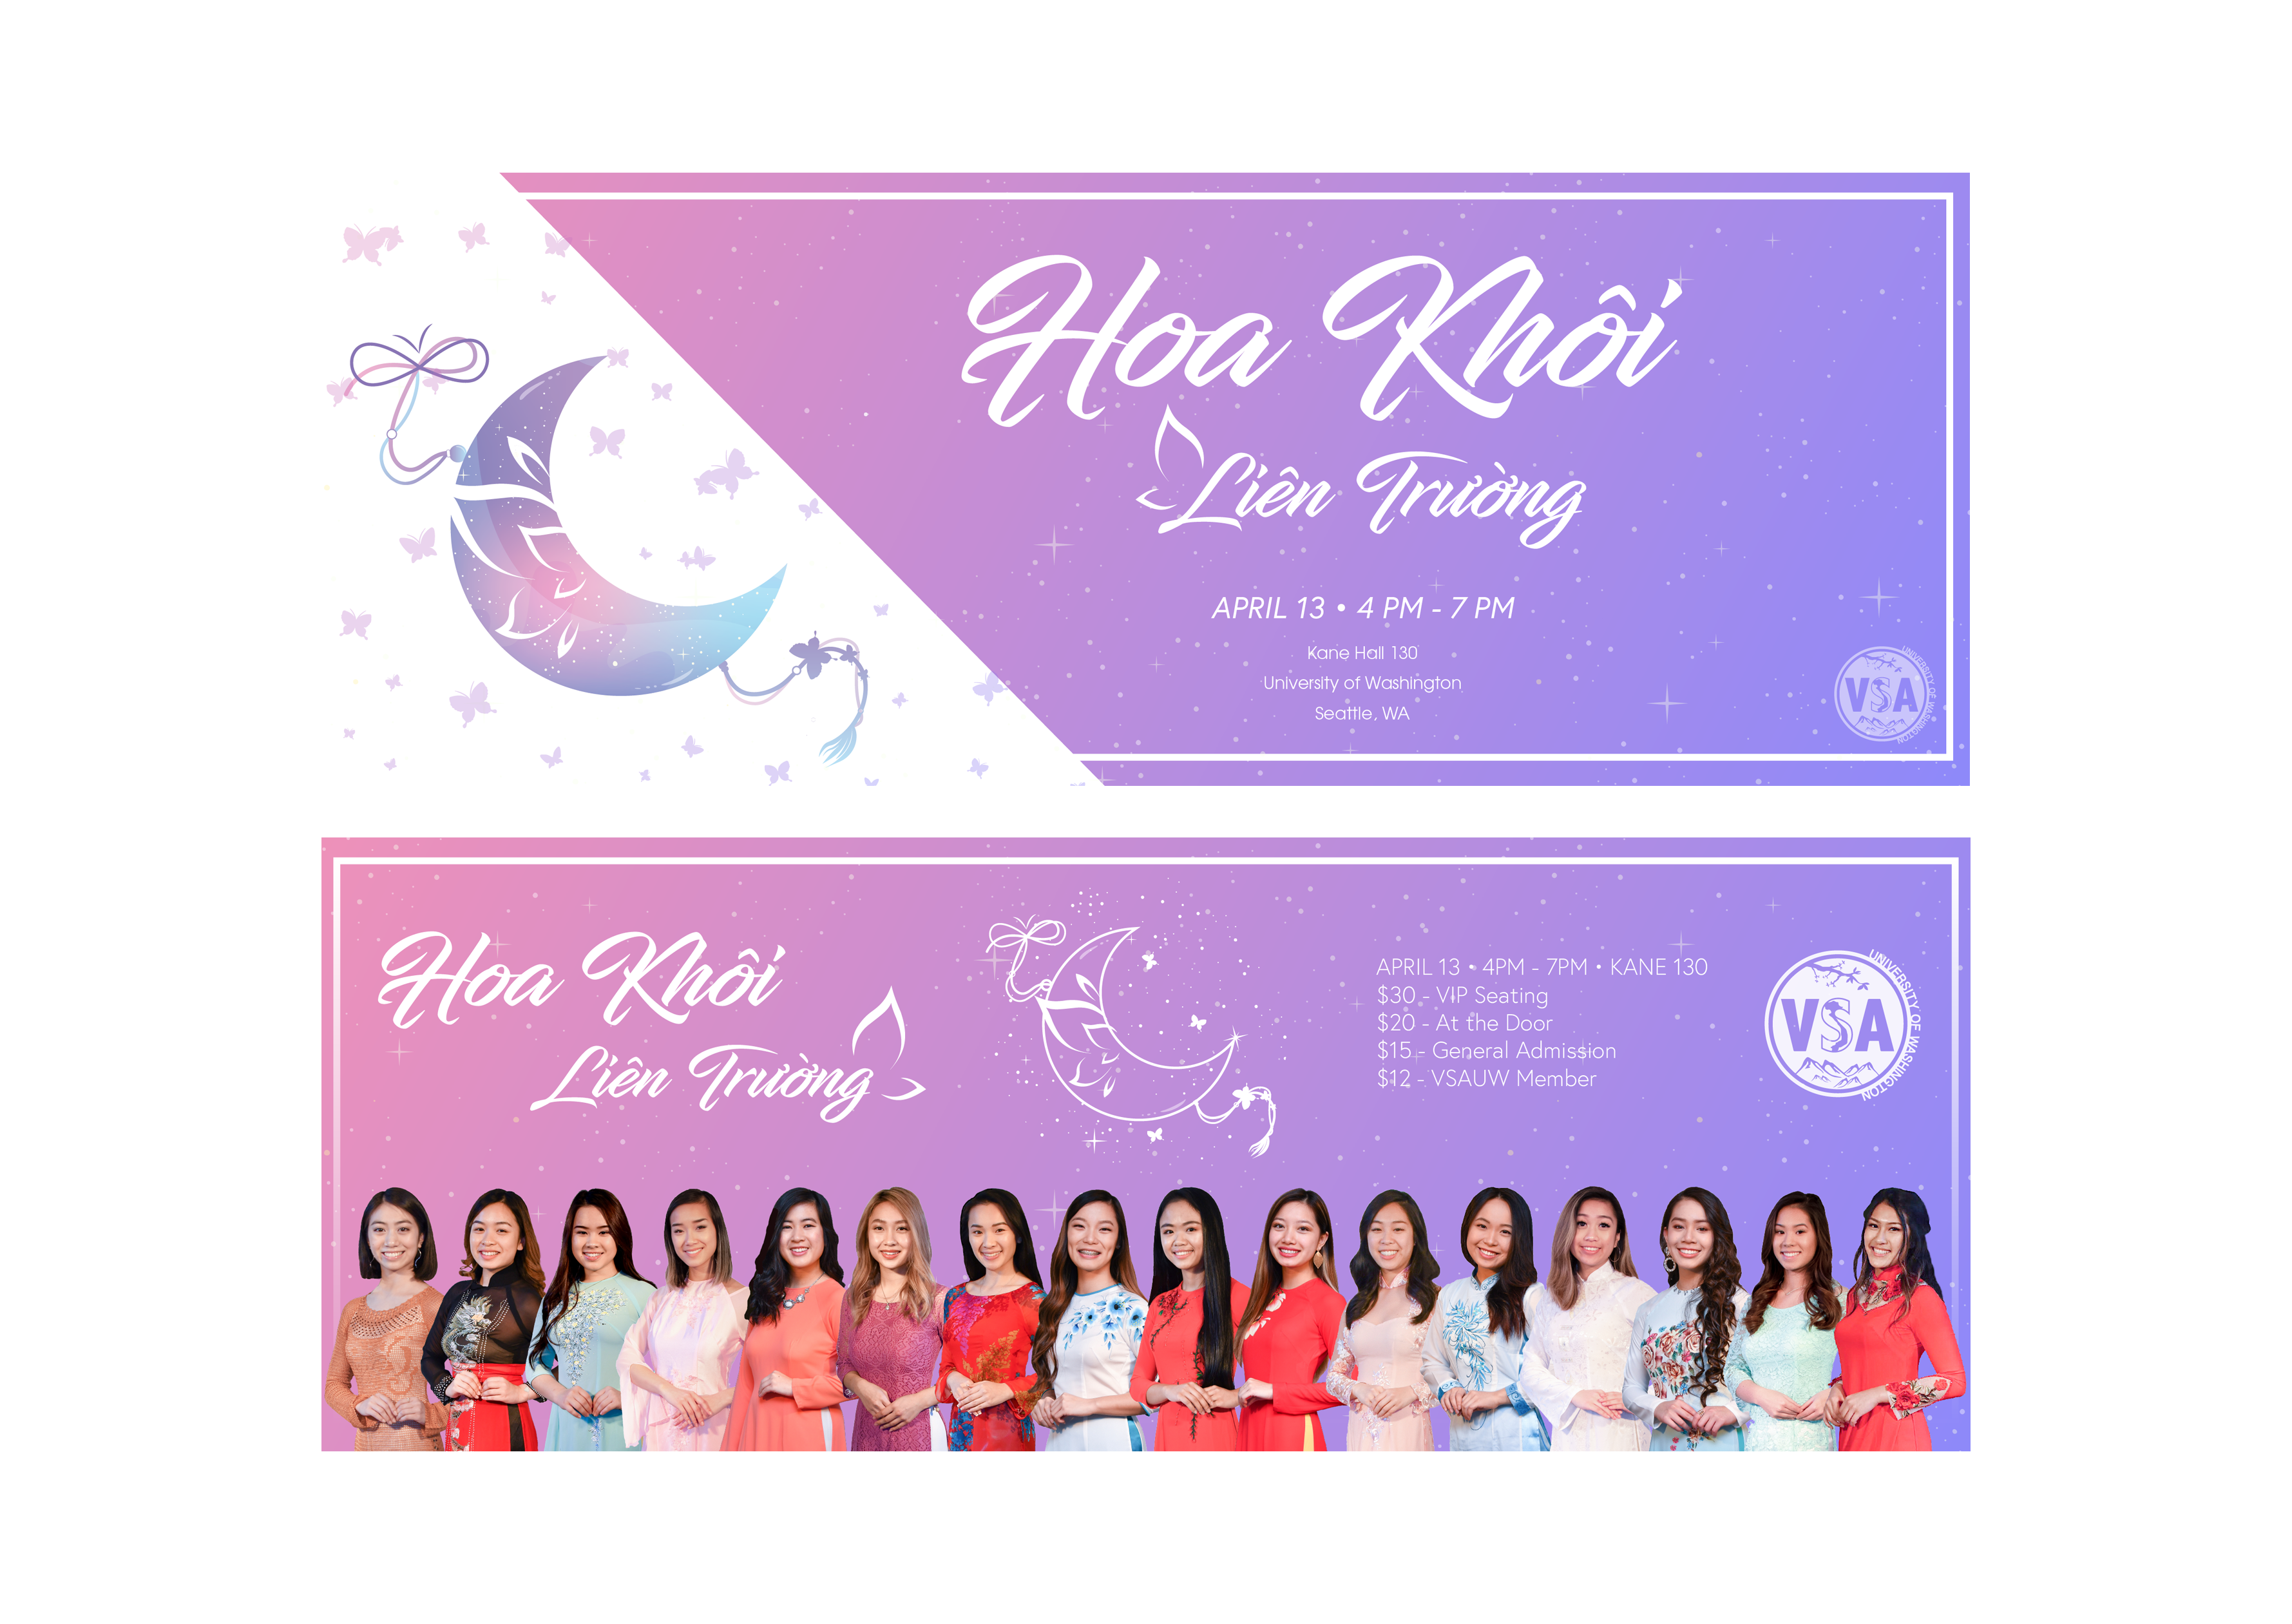 Hoa Khôi
Liên Trường
APRIL 13 • 4 PM - 7 PM
Kane Hall 130
University of Washington
Seattle, WA
VSA
UNIVERSITY OF WASHINGTON
Hoa Khôi
Liên Trường
APRIL 13 • 4PM - 7PM • KANE 130
$30 - VIP Seating
$20 - At the Door
$15 - General Admission
$12 - VSAUW Member
VSA
UNIVERSITY OF WASHINGTON